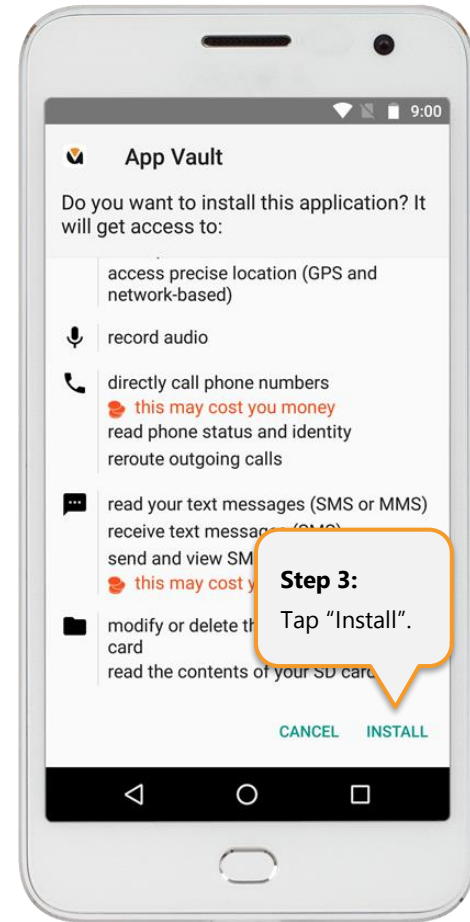 9:00
App Vault
Do you want to install this application? It
will get access to:
access precise location (GPS and
network-based)
record audio
directly call phone numbers
this may cost you money
read phone status and identity
reroute outgoing calls
read your text messages (SMS or MMS)
receive text messages (SMS)
send and view SM
this may cost y
modify or delete th
card
read the contents of your SD card
Step 3:
Tap “Install”.
CANCEL INSTALL